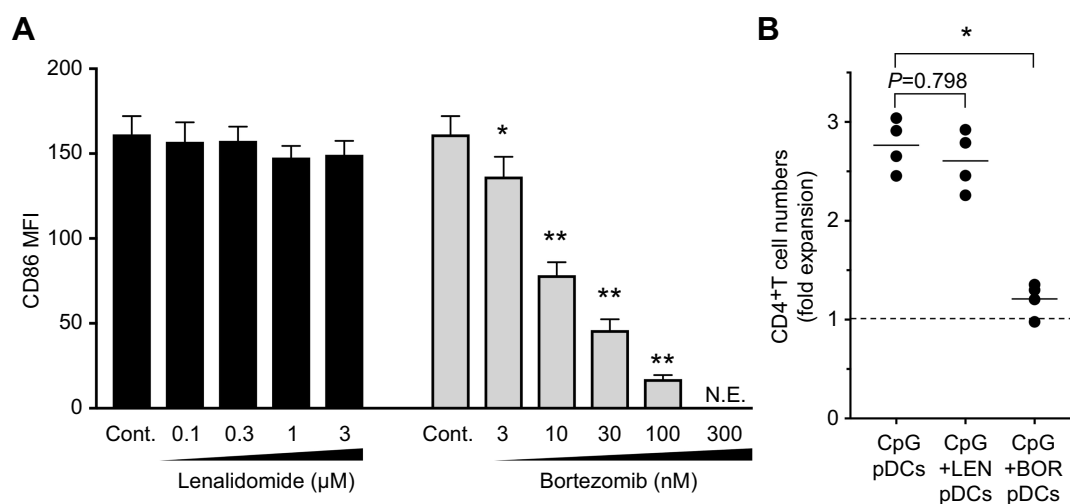 A
CD86 MFI
200
150
100
50
0
* ** ** **
N.E.
Cont. 0.1 0.3 1 3
Lenalidomide (µM)
Cont. 3 10 30 100 300
Bortezomib (nM)
B
CD4+T cell numbers
(fold expansion)
3
2
1
0
*
P=0.798
CpG
pDCs
CpG
+LEN
pDCs
CpG
+BOR
pDCs